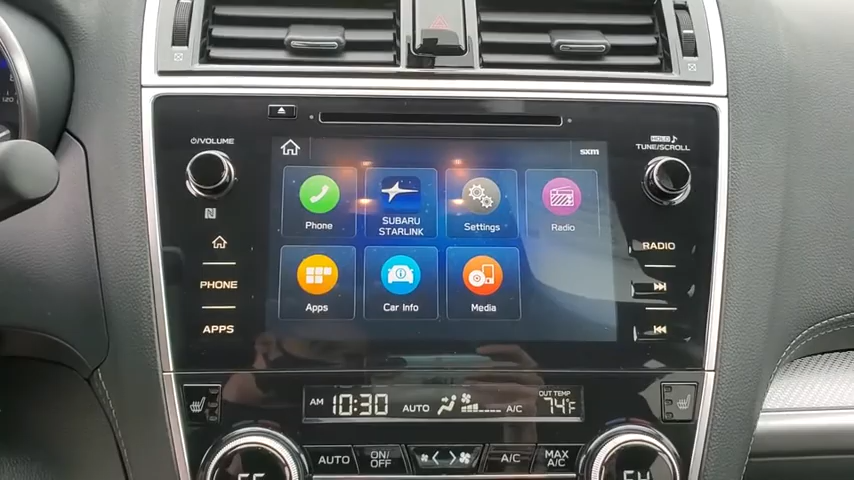 120
VOLUME
HOLD
TUNE/SCROLL
N
sxm
Phone
SUBARU
STARLINK
Settings
Radio
Apps
Car Info
Media
PHONE
APPS
RADIO
AM 10:30
AUTO
A/C
OUT TEMP
74°F
AUTO
ON/
OFF
A/C
MAX
A/C